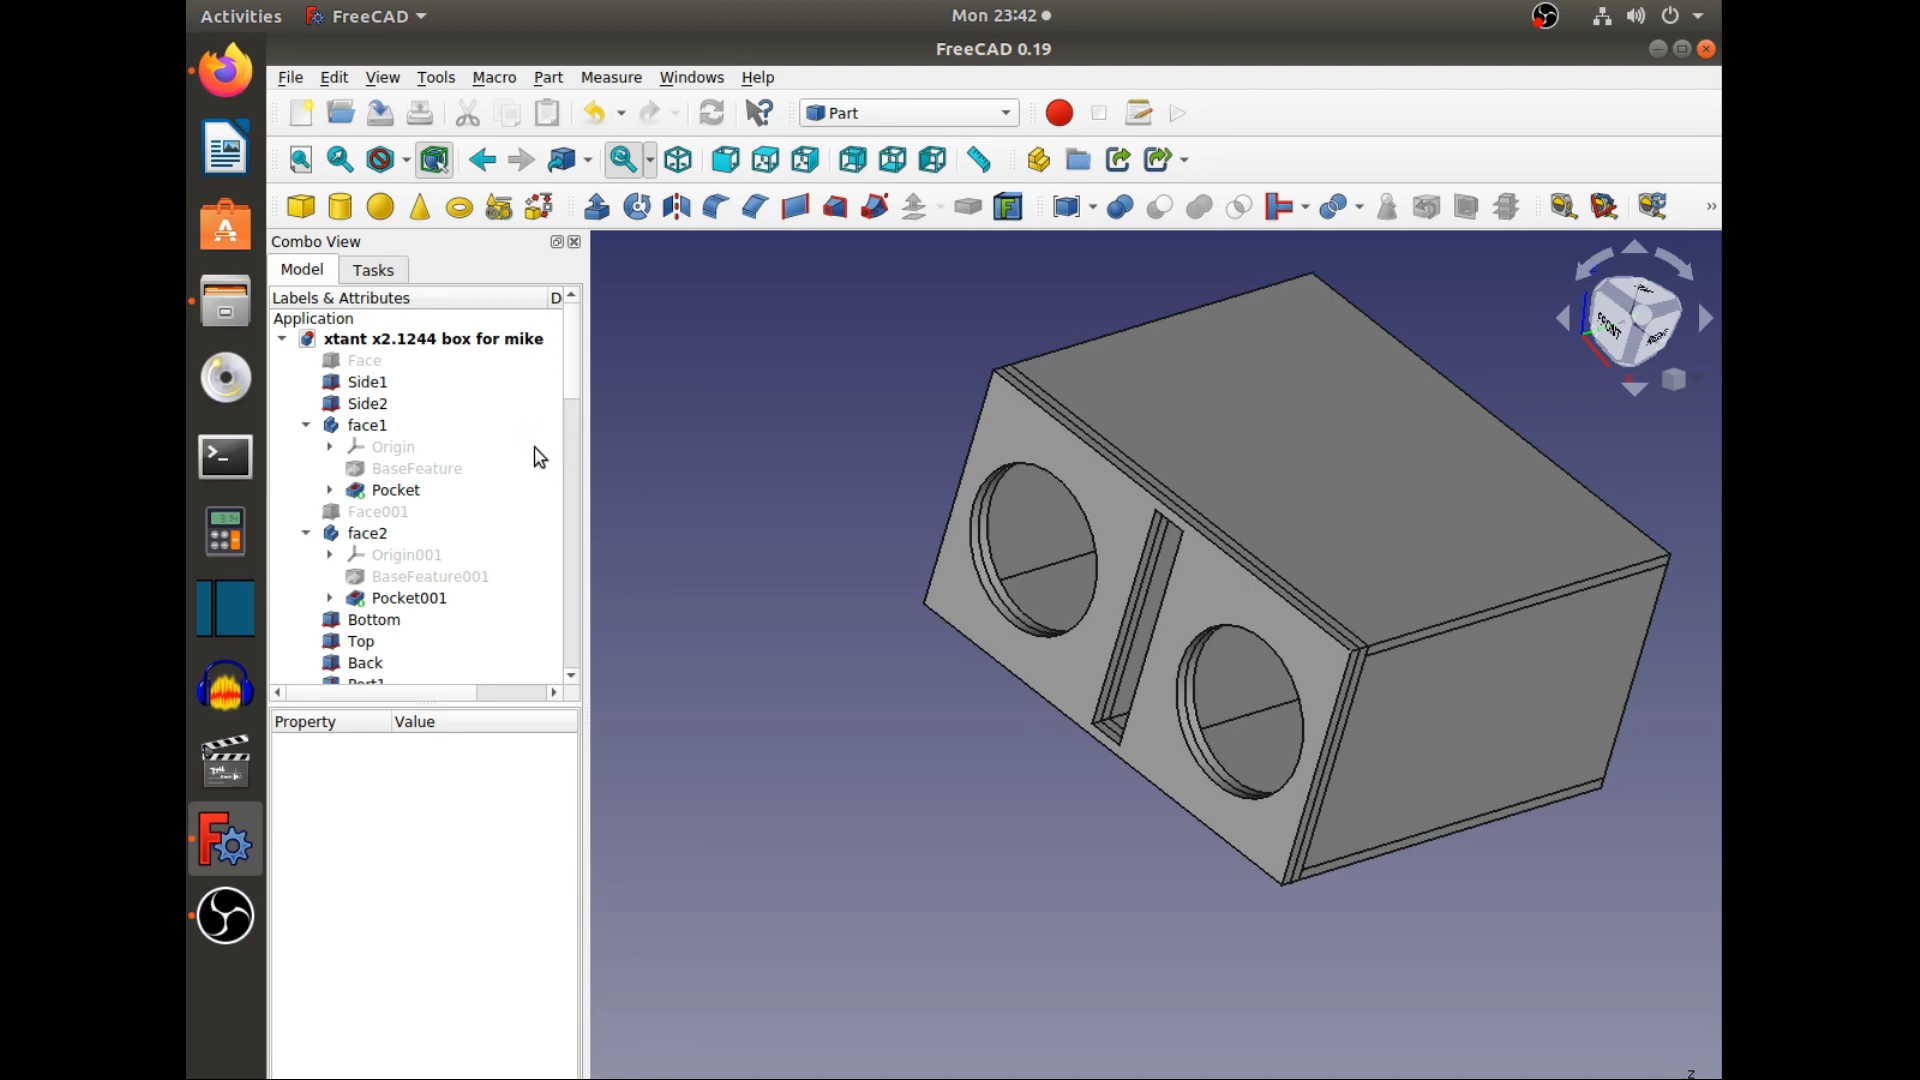 Activities FreeCAD Mon 23:42
FreeCAD 0.19
File Edit View Tools Macro Part Measure Windows Help
Part
Combo View
Model Tasks
Labels & Attributes D
Application
xtant x2.1244 box for mike
Face
Side1
Side2
face1
Origin
BaseFeature
Pocket
Face001
face2
Origin001
BaseFeature001
Pocket001
Bottom
Top
Back
Port1
Property Value
FRONT
Z